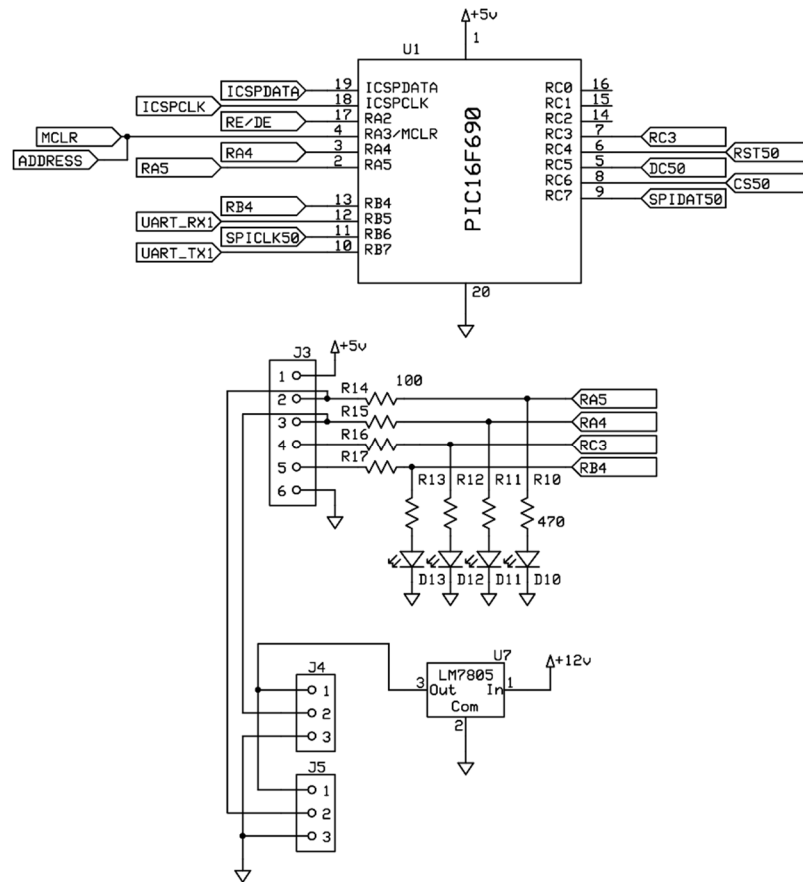 +5v
1
U1
ICSPDATA 19 ICSPDATA RC0 16
ICSPCLK 18 ICSPCLK RC1 15
RE/DE 17 RA2 RC2 14
MCLR 4 RA3/MCLR RC3 7 RC3
ADDRESS RA4 3 RA4 RC4 6 RST50
RA5 2 RA5 RC5 5 DC50
RC6 8 CS50
RB4 13 RB4 RC7 9 SPIDAT50
UART_RX1 12 RB5
SPICLK50 11 RB6
UART_TX1 10 RB7
PIC16F690
20
J3 +5v
1
R14 100
2 RA5
R15
3 RA4
R16
4 RC3
R17
5 RB4
6
R13 R12 R11 R10
470
D13 D12 D11 D10
U7
+12v
J4 LM7805
1 3 Out In 1
2 Com
3 2
J5
1
2
3